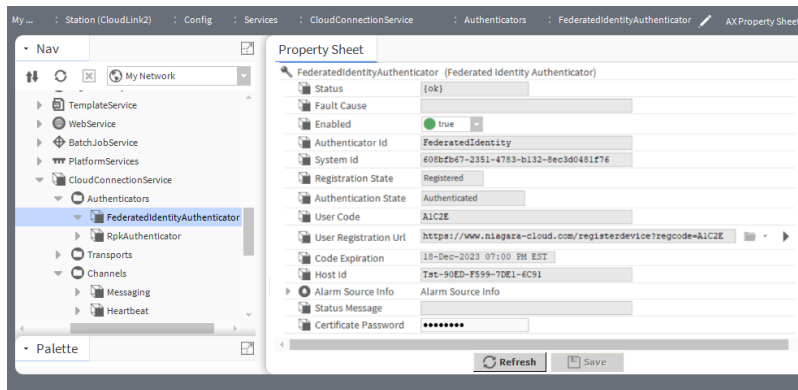 My ... : Station (CloudLink2) : Config : Services : CloudConnectionService : Authenticators : FederatedIdentityAuthenticator AX Property Sheet
Nav
My Network
TemplateService
WebService
BatchJobService
PlatformServices
CloudConnectionService
Authenticators
FederatedIdentityAuthenticator
RpkAuthenticator
Transports
Channels
Messaging
Heartbeat
Palette
Property Sheet
FederatedIdentityAuthenticator (Federated Identity Authenticator)
Status {ok}
Fault Cause
Enabled true
Authenticator Id FederatedIdentity
System Id 608bfb67-2351-4783-b132-8ec3d0481f76
Registration State Registered
Authentication State Authenticated
User Code A1C2E
User Registration Url https://www.niagara-cloud.com/registerdevice?regcode=A1C2E
Code Expiration 18-Dec-2023 07:00 PM EST
Host Id Tst-90ED-F599-7DE1-6C91
Alarm Source Info Alarm Source Info
Status Message
Certificate Password ••••••••
Refresh Save